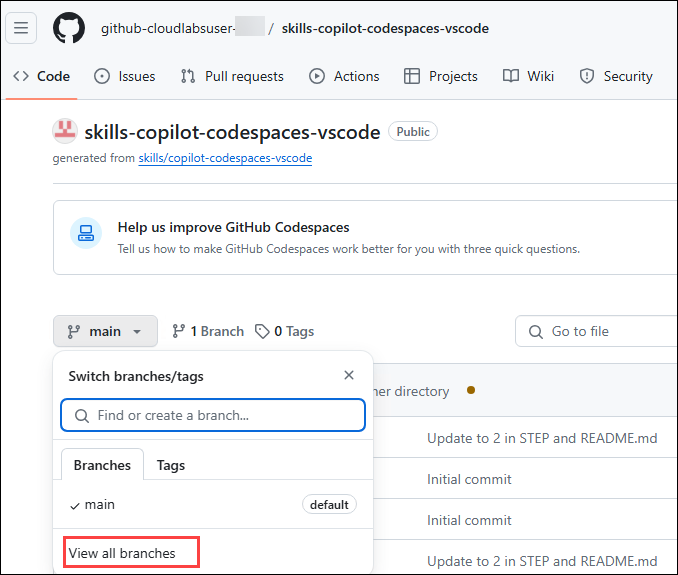 github-cloudlabsuser- / skills-copilot-codespaces-vscode
Code Issues Pull requests Actions Projects Wiki Security
skills-copilot-codespaces-vscode Public
generated from skills/copilot-codespaces-vscode
Help us improve GitHub Codespaces
Tell us how to make GitHub Codespaces work better for you with three quick questions.
main 1 Branch 0 Tags Go to file
Switch branches/tags
directory
Find or create a branch...
Update to 2 in STEP and README.md
Branches Tags
Initial commit
main default
Initial commit
View all branches
Update to 2 in STEP and README.md